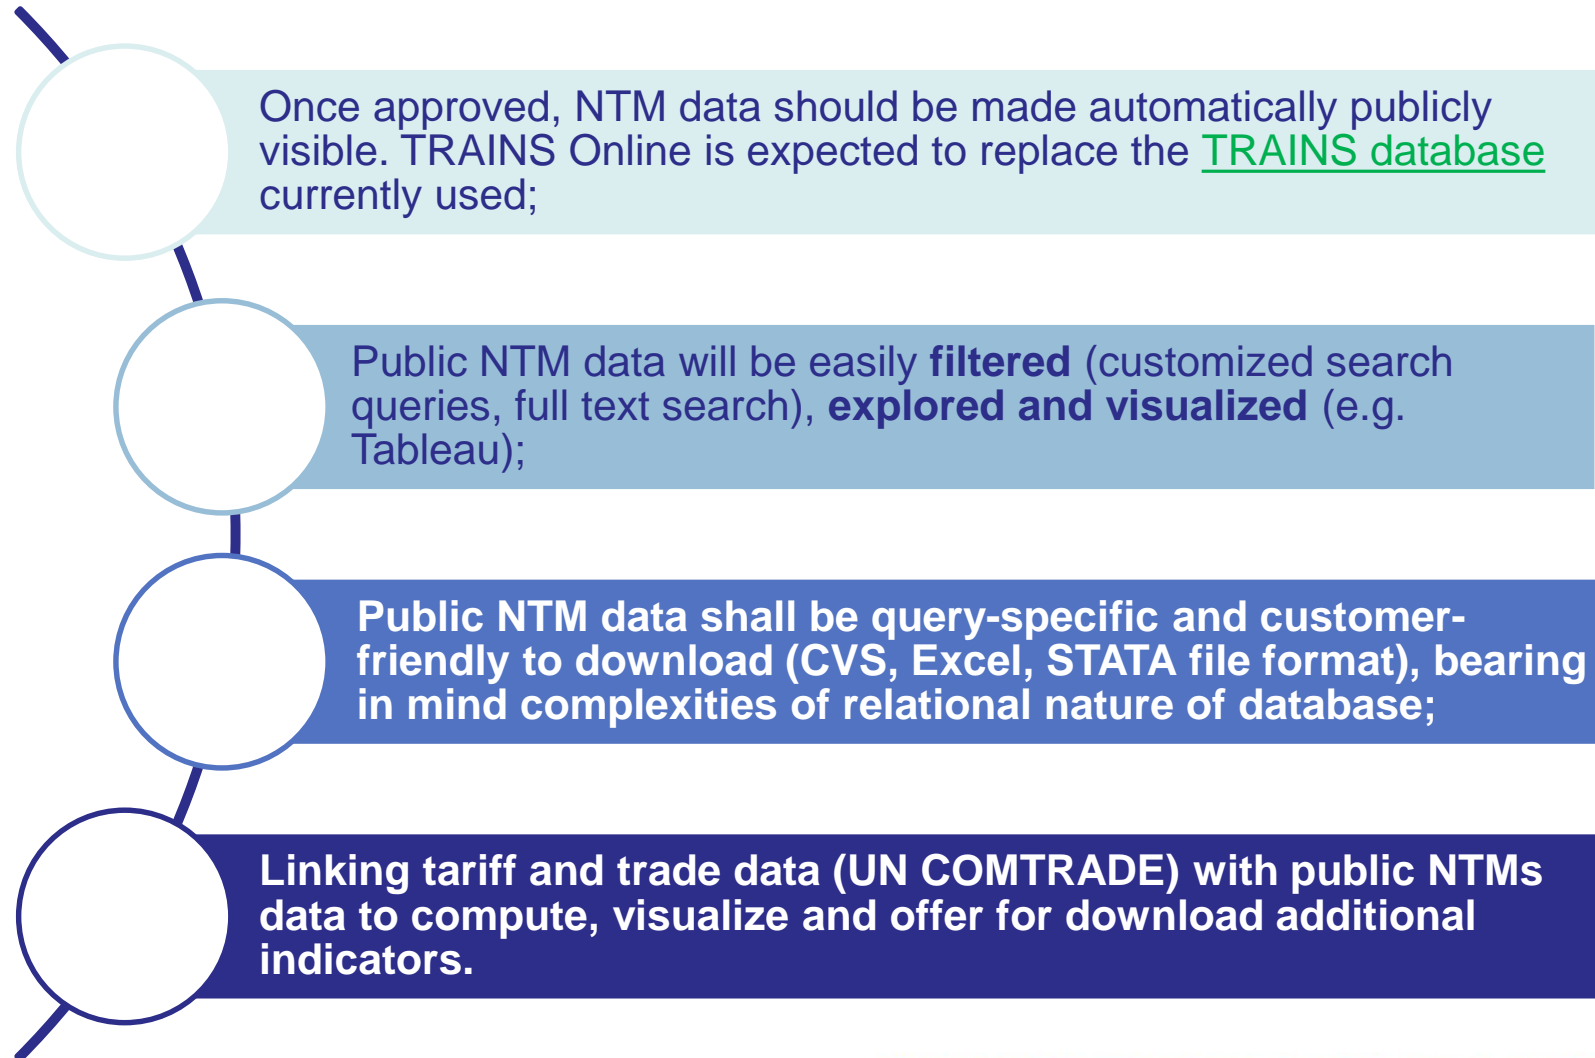 Once approved, NTM data should be made automatically publicly
visible. TRAINS Online is expected to replace the TRAINS database
currently used;
Public NTM data will be easily filtered (customized search
queries, full text search), explored and visualized (e.g.
Tableau);
Public NTM data shall be query-specific and customer-
friendly to download (CVS, Excel, STATA file format), bearing
in mind complexities of relational nature of database;
Linking tariff and trade data (UN COMTRADE) with public NTMs
data to compute, visualize and offer for download additional
indicators.